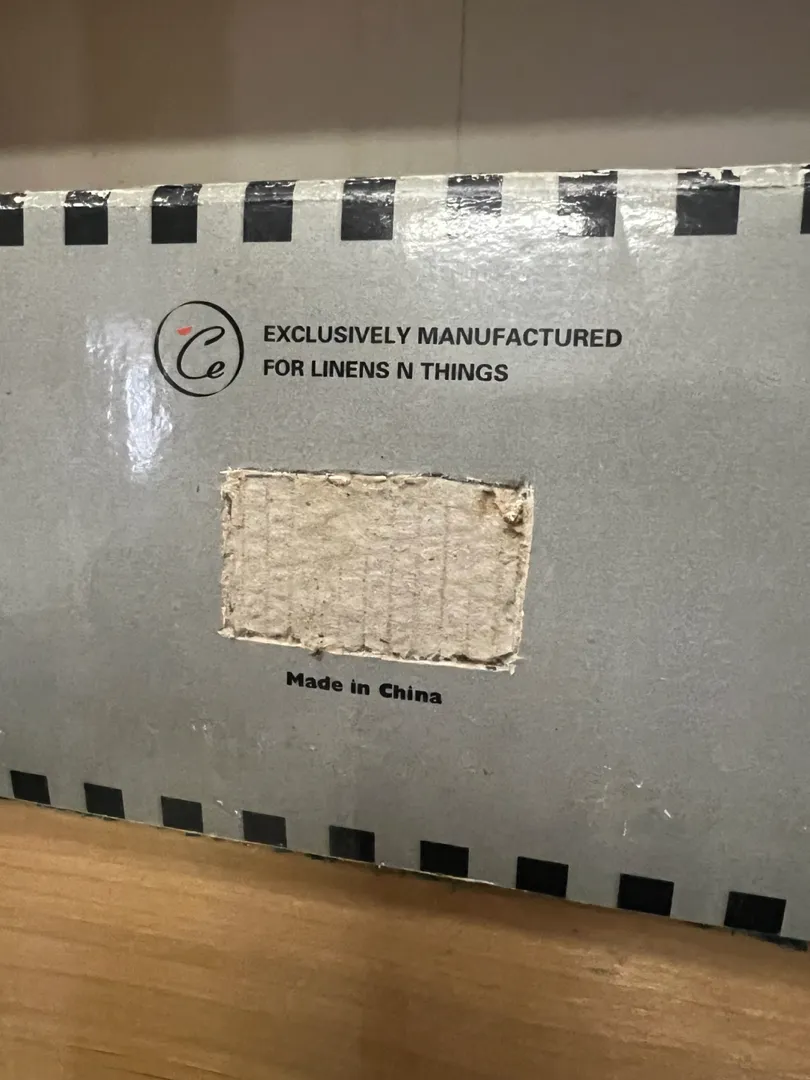 Ce
EXCLUSIVELY MANUFACTURED
FOR LINENS N THINGS
Made in China